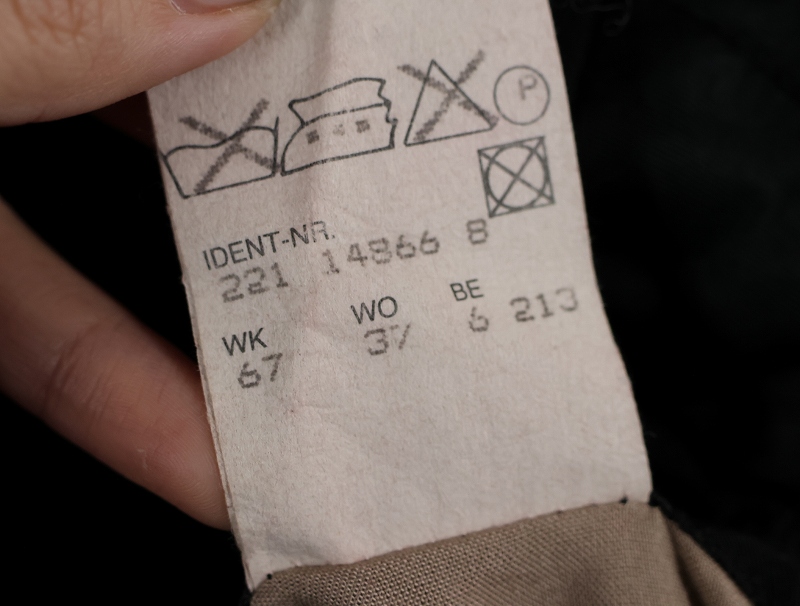 P
IDENT-NR.
221 14866 8
WK WO BE
67 37 6 213